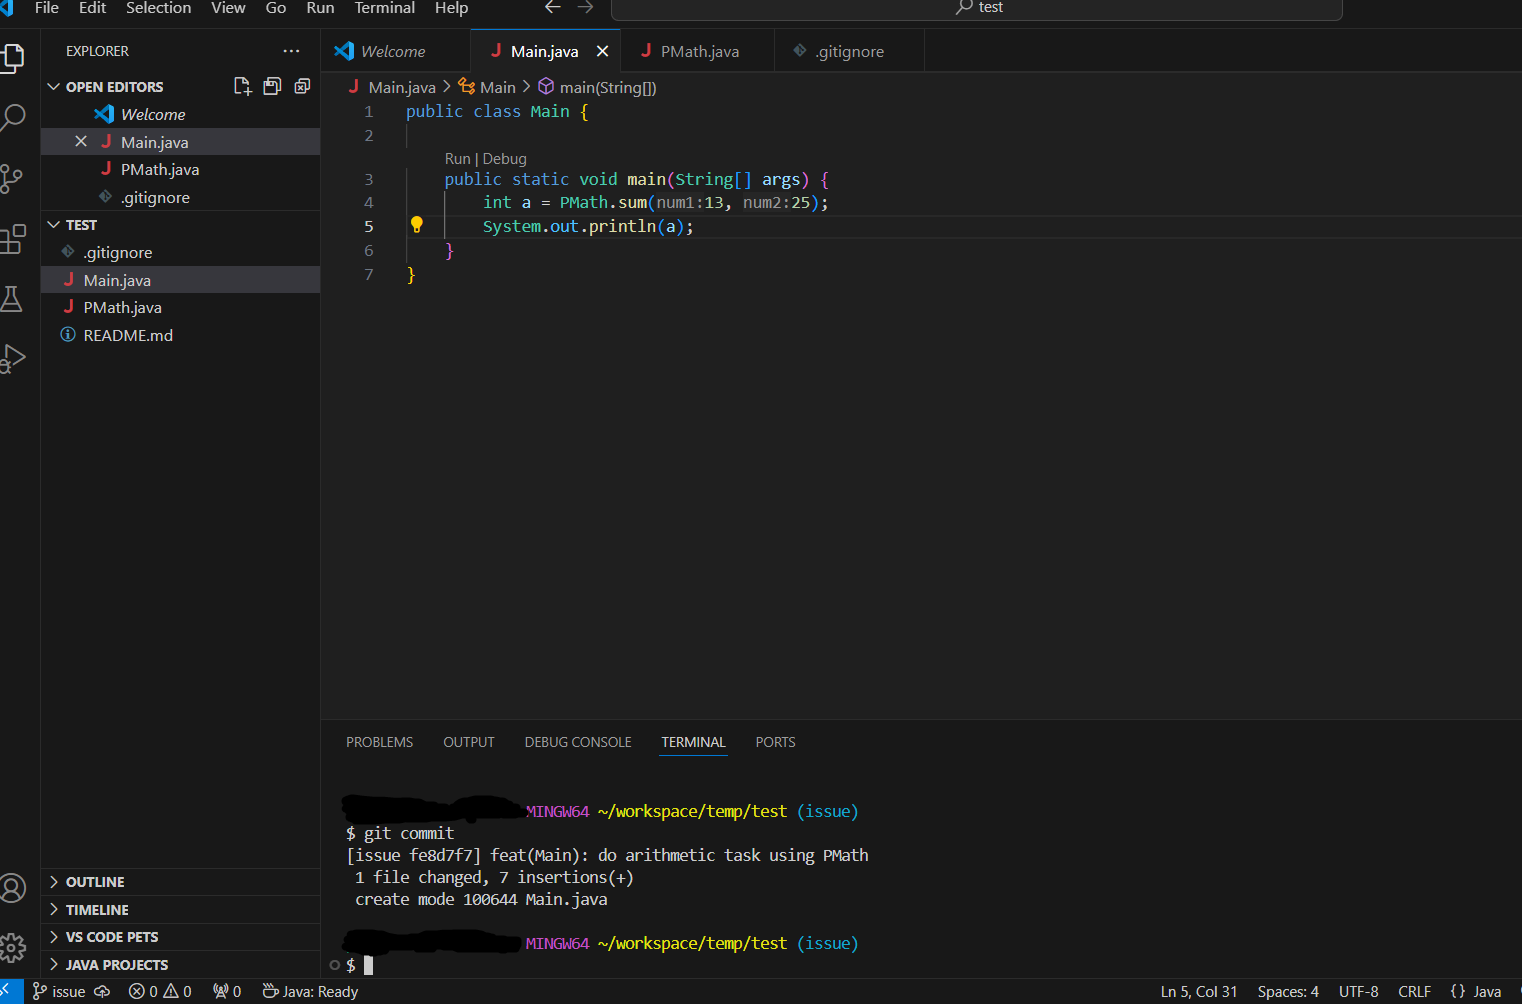 File Edit Selection View Go Run Terminal Help
test
EXPLORER
OPEN EDITORS
Welcome
Main.java
PMath.java
.gitignore
TEST
.gitignore
Main.java
PMath.java
README.md
OUTLINE
TIMELINE
VS CODE PETS
JAVA PROJECTS
Welcome Main.java PMath.java .gitignore
Main.java > Main > main(String[])
1 public class Main {
2
Run | Debug
3 public static void main(String[] args) {
4 int a = PMath.sum(num1:13, num2:25);
5 System.out.println(a);
6 }
7 }
PROBLEMS OUTPUT DEBUG CONSOLE TERMINAL PORTS
MINGW64 ~/workspace/temp/test (issue)
$ git commit
[issue fe8d7f7] feat(Main): do arithmetic task using PMath
1 file changed, 7 insertions(+)
create mode 100644 Main.java
MINGW64 ~/workspace/temp/test (issue)
$
issue 0 0 0 Java: Ready Ln 5, Col 31 Spaces: 4 UTF-8 CRLF {} Java